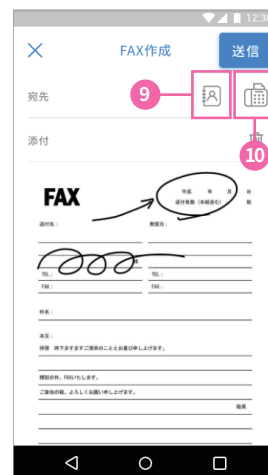 12:30
FAX作成
送信
宛先
9
添付
10
FAX
平成 年 月 日
送付枚数（本紙含む） 枚
送付先：
発信元：
TEL：
TEL：
FAX：
FAX：
件名：
本文：
拝啓 時下ますますご清栄のこととお喜び申し上げます。
標記の件、FAXいたします。
ご査収の程、よろしくお願い申し上げます。
敬具